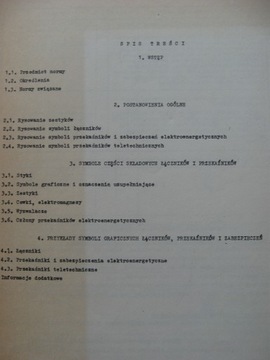 SPIS TREŚCI
1. WSTĘP
1.1. Przedmiot normy
1.2. Określenia
1.3. Normy związane
2. POSTANOWIENIA OGÓLNE
2.1. Rysowanie zestyków
2.2. Rysowanie symboli łączników
2.3. Rysowanie symboli przekaźników i zabezpieczeń elektroenergetycznych
2.4. Rysowanie symboli przekaźników teletechnicznych
3. SYMBOLE CZĘŚCI SKŁADOWYCH ŁĄCZNIKÓW I PRZEKAŹNIKÓW
3.1. Styki
3.2. Symbole graficzne i oznaczenia uzupełniające
3.3. Zestyki
3.4. Cewki, elektromagnesy
3.5. Wyzwalacze
3.6. Człony przekaźników elektroenergetycznych
4. PRZYKŁADY SYMBOLI GRAFICZNYCH ŁĄCZNIKÓW, PRZEKAŹNIKÓW I ZABEZPIECZEŃ
4.1. Łączniki
4.2. Przekaźniki i zabezpieczenia elektroenergetyczne
4.3. Przekaźniki teletechniczne
Informacje dodatkowe